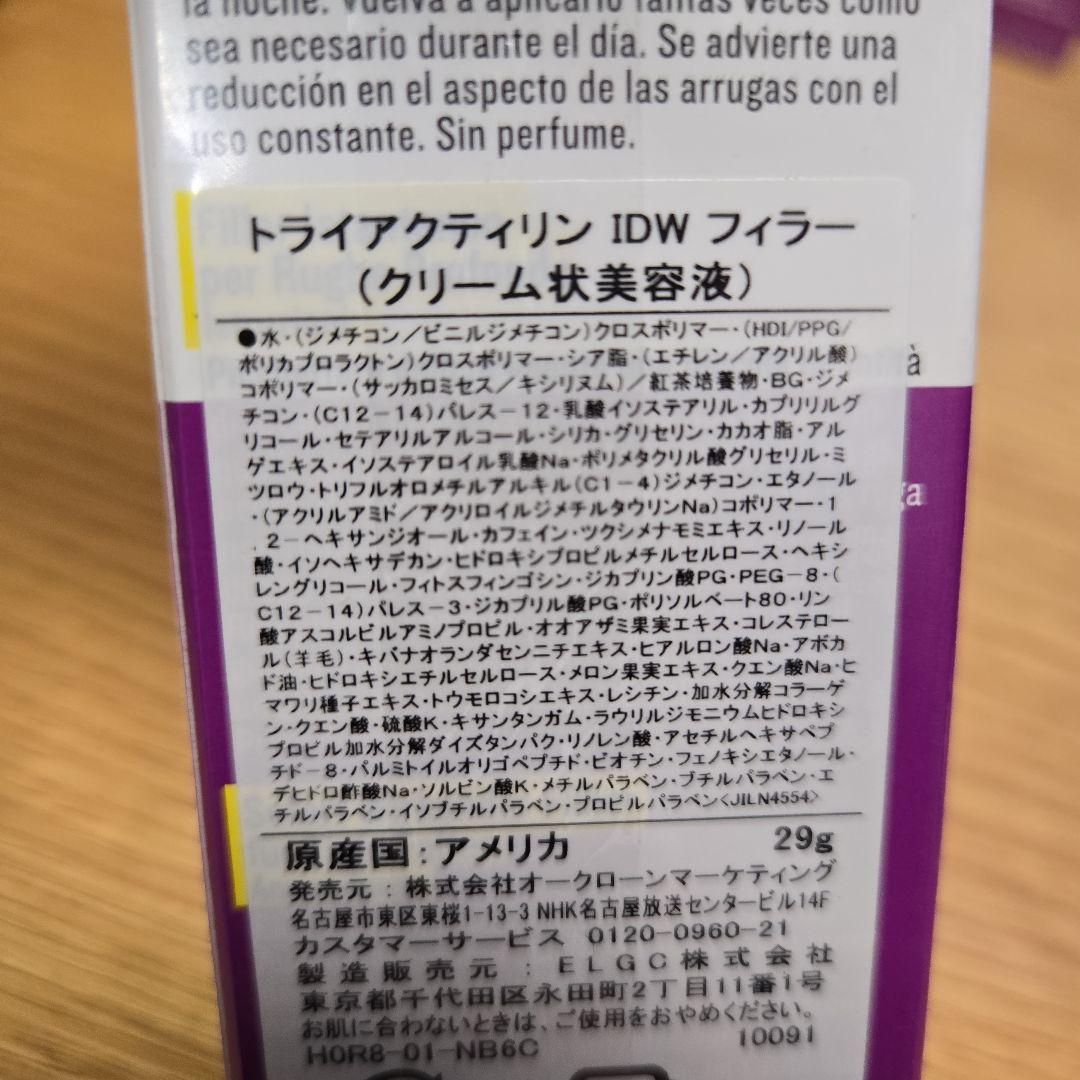 la noche. Vuelva a aplicarlo tantas veces como
sea necesario durante el día. Se advierte una
reducción en el aspecto de las arrugas con el
uso constante. Sin perfume.
トライアクティリン IDW フィラー
(クリーム状美容液)
●水・(ジメチコン/ビニルジメチコン)クロスポリマー・(HDI/PPG/
ポリカプロラクトン)クロスポリマー・シア脂・(エチレン/アクリル酸)
コポリマー・(サッカロミセス/キシリヌム)/紅茶培養物・BG・ジメ
チコン・(C12-14)パレス-12・乳酸イソステアリル・カプリリルグ
リコール・セテアリルアルコール・シリカ・グリセリン・カカオ脂・アル
ゲエキス・イソステアロイル乳酸Na・ポリメタクリル酸グリセリル・ミ
ツロウ・トリフルオロメチルアルキル(C1-4)ジメチコン・エタノール
・(アクリルアミド/アクリロイルジメチルタウリンNa)コポリマー・1
,2-ヘキサンジオール・カフェイン・ツクシメナモミエキス・リノール
酸・イソヘキサデカン・ヒドロキシプロピルメチルセルロース・ヘキシ
レングリコール・フィトスフィンゴシン・ジカプリン酸PG・PEG-8・(
C12-14)パレス-3・ジカプリル酸PG・ポリソルベート80・リン
酸アスコルビルアミノプロピル・オオアザミ果実エキス・コレステロー
ル(羊毛)・キバナオランダセンニチエキス・ヒアルロン酸Na・アボカ
ド油・ヒドロキシエチルセルロース・メロン果実エキス・クエン酸Na・ヒ
マワリ種子エキス・トウモロコシエキス・レシチン・加水分解コラーゲ
ン・クエン酸・硫酸K・キサンタンガム・ラウリルジモニウムヒドロキシ
プロピル加水分解ダイズタンパク・リノレン酸・アセチルヘキサペプ
チド-8・パルミトイルオリゴペプチド・ビオチン・フェノキシエタノール・
デヒドロ酢酸Na・ソルビン酸K・メチルパラベン・ブチルパラベン・エ
チルパラベン・イソブチルパラベン・プロピルパラベン<JILN4554>
原産国:アメリカ 29g
発売元:株式会社オークローンマーケティング
名古屋市東区東桜1-13-3 NHK名古屋放送センタービル14F
カスタマーサービス 0120-0960-21
製造販売元:ELGC株式会社
東京都千代田区永田町2丁目11番1号
お肌に合わないときは、ご使用をおやめください。
H0R8-01-NB6C 10091